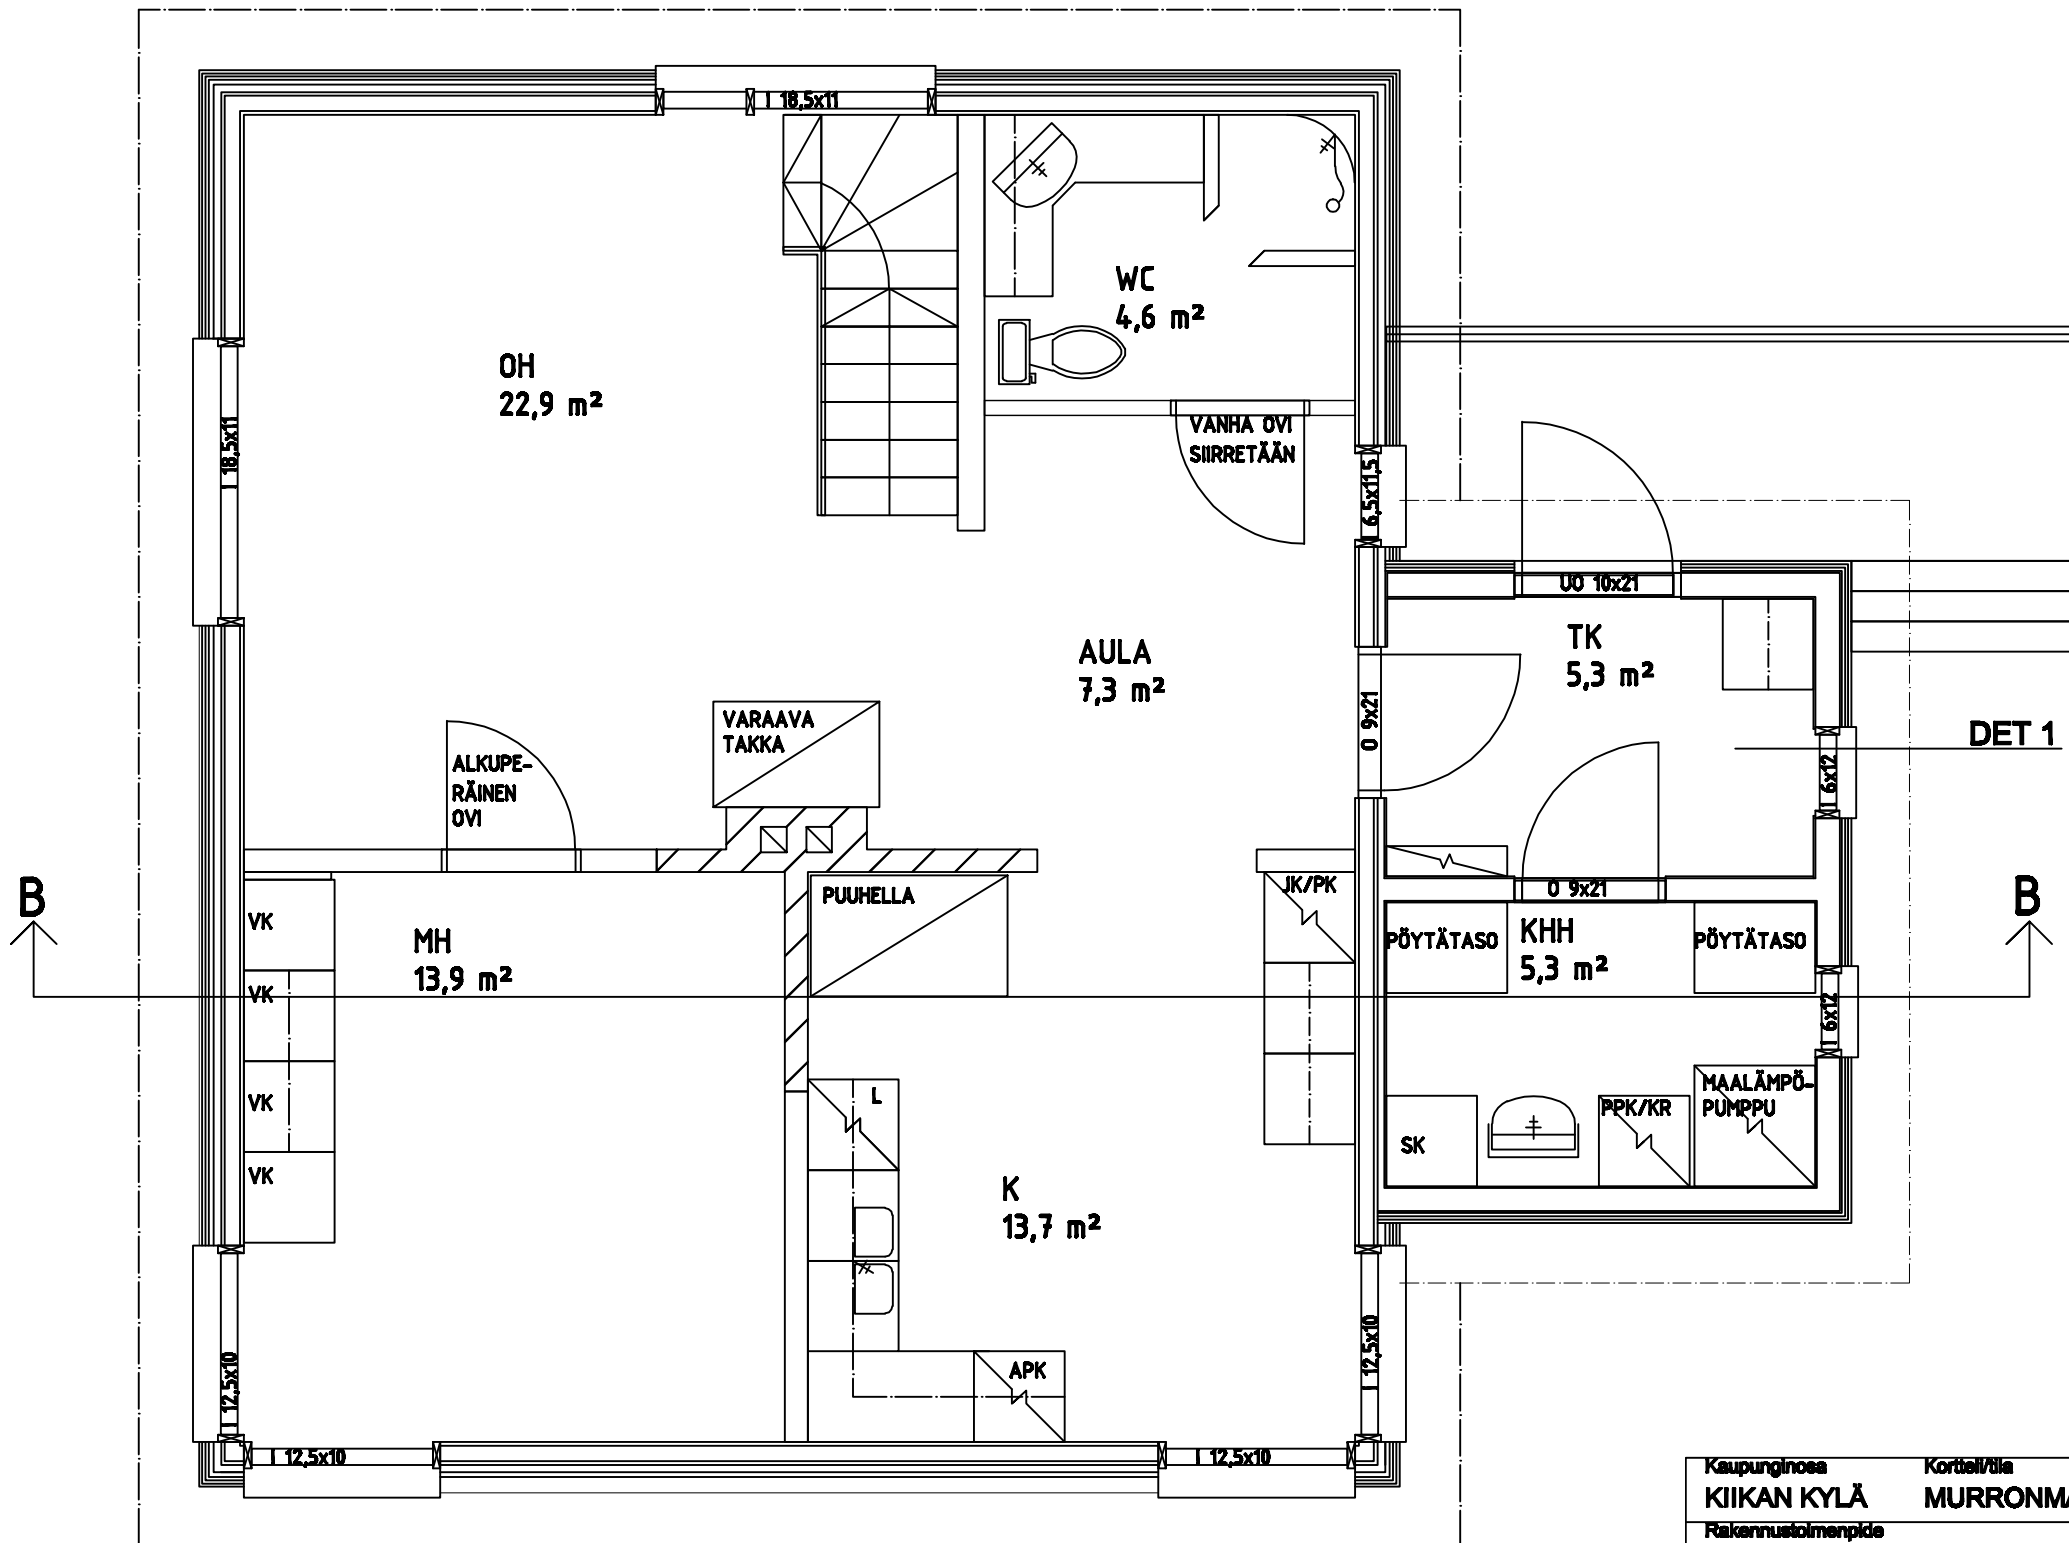 I 18,5x11
WC
4,6 m²
OH
22,9 m²
I 18,5x11
VANHA OVI
SIIRRETÄÄN
I 6,5x11,5
UO 10x21
TK
5,3 m²
AULA
7,3 m²
O 9x21
DET 1
VARAAVA
TAKKA
ALKUPE-
RÄINEN
OVI
I 6x12
B
VK
MH
13,9 m²
PUUHELLA
JK/PK
O 9x21
PÖYTÄTASO
KHH
5,3 m²
PÖYTÄTASO
B
VK
I 6x12
VK
L
MAALÄMPÖ-
PUMPPU
PPK/KR
SK
VK
K
13,7 m²
I 12,5x10
I 12,5x10
APK
I 12,5x10
I 12,5x10
Kaupunginosa Kortteli/tila
KIIKAN KYLÄ MURRONMA
Rakennustoimenpide